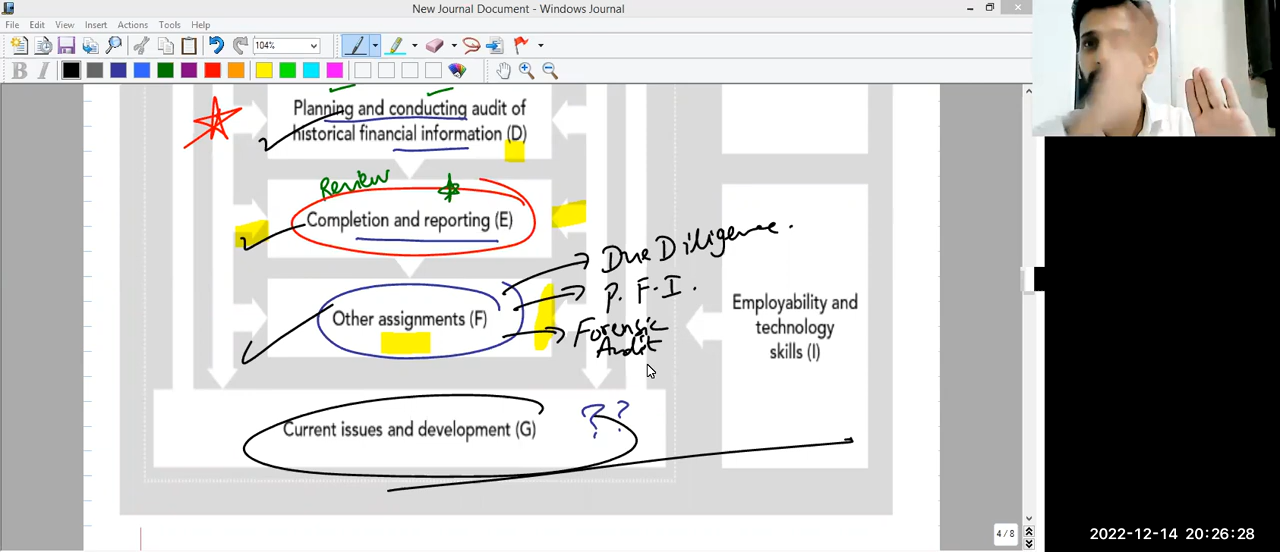 New Journal Document - Windows Journal
File Edit View Insert Actions Tools Help
104%
B I
Planning and conducting audit of
historical financial information (D)
Review
Completion and reporting (E)
Due Diligence.
P. F. I.
Other assignments (F)
Forensic
Audit
Employability and
technology
skills (I)
Current issues and development (G)
? ?
4 / 8
2022-12-14 20:26:28